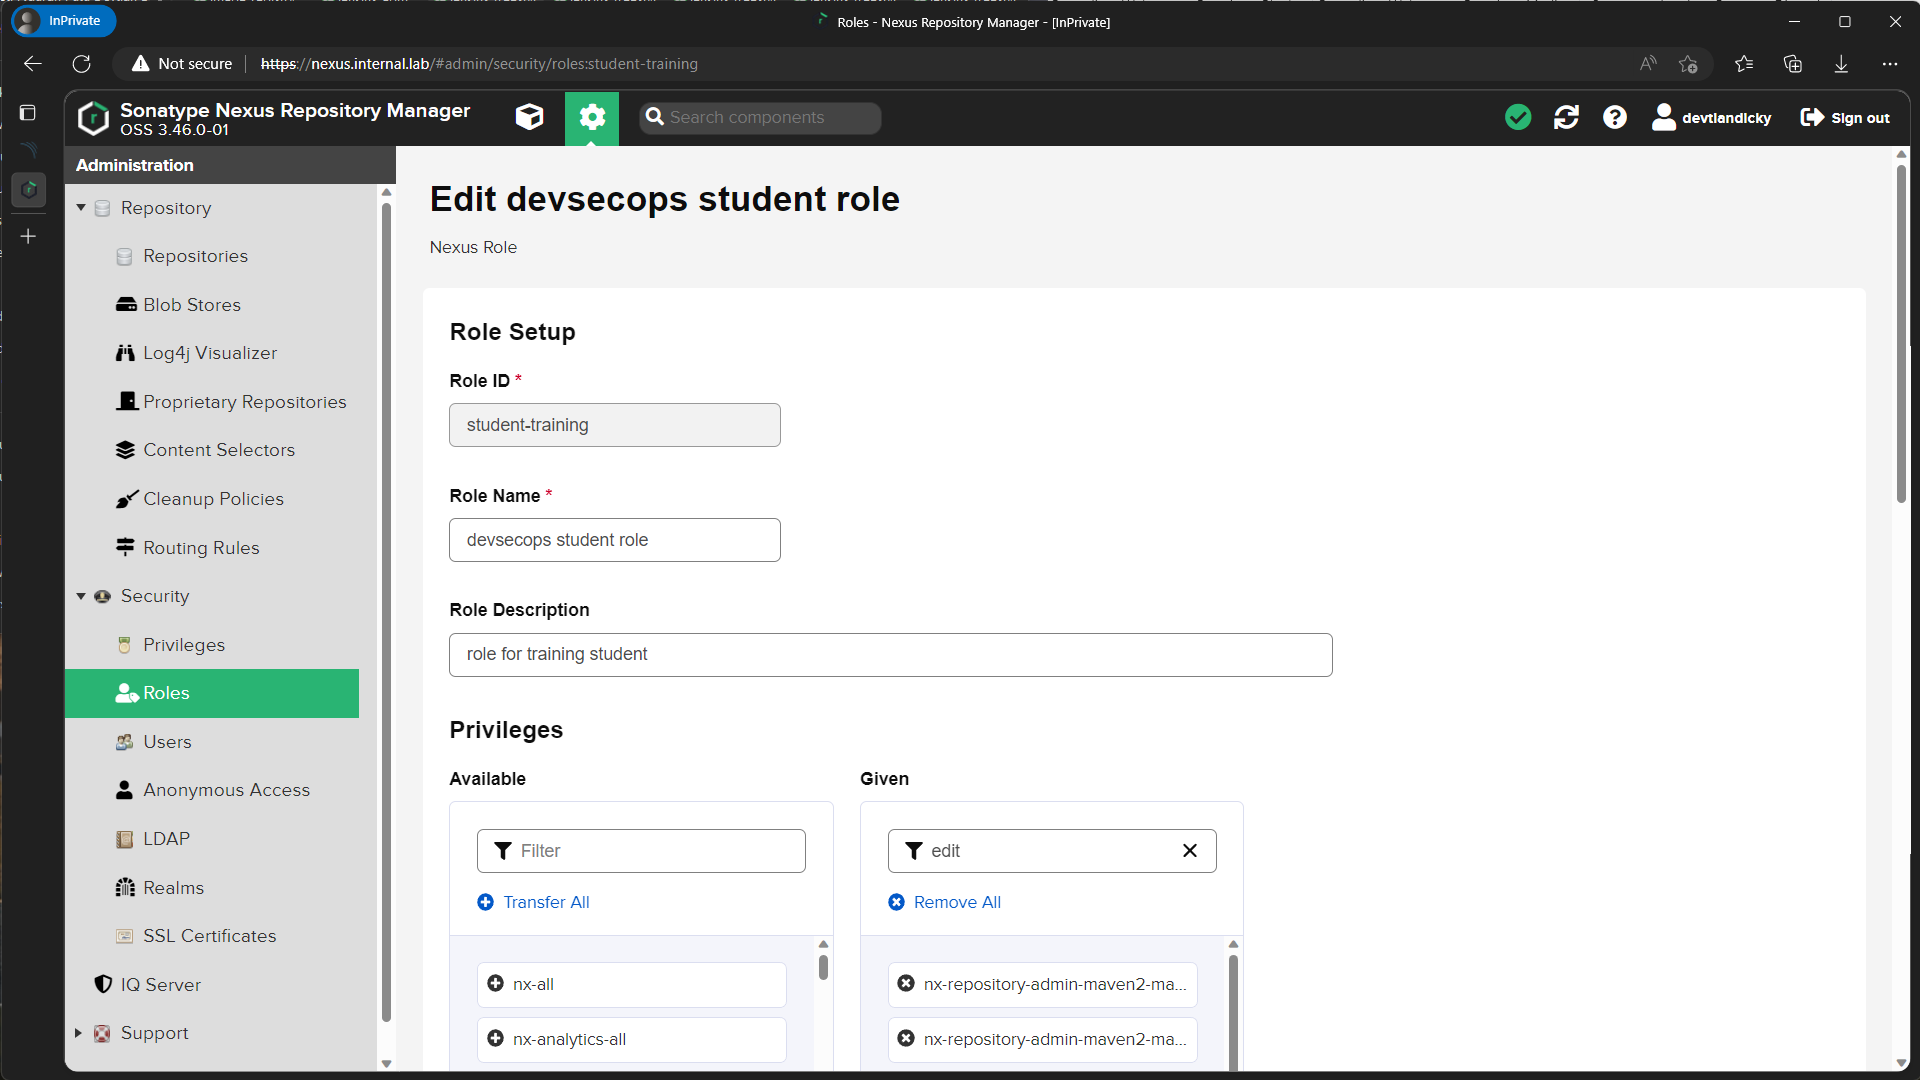 InPrivate
Roles - Nexus Repository Manager - [InPrivate]
Not secure
https://nexus.internal.lab/#admin/security/roles:student-training
Sonatype Nexus Repository Manager
OSS 3.46.0-01
Search components
devtlandicky
Sign out
Administration
Repository
Repositories
Blob Stores
Log4j Visualizer
Proprietary Repositories
Content Selectors
Cleanup Policies
Routing Rules
Security
Privileges
Roles
Users
Anonymous Access
LDAP
Realms
SSL Certificates
IQ Server
Support
Edit devsecops student role
Nexus Role
Role Setup
Role ID *
student-training
Role Name *
devsecops student role
Role Description
role for training student
Privileges
Available
Filter
Transfer All
nx-all
nx-analytics-all
Given
edit
Remove All
nx-repository-admin-maven2-ma...
nx-repository-admin-maven2-ma...